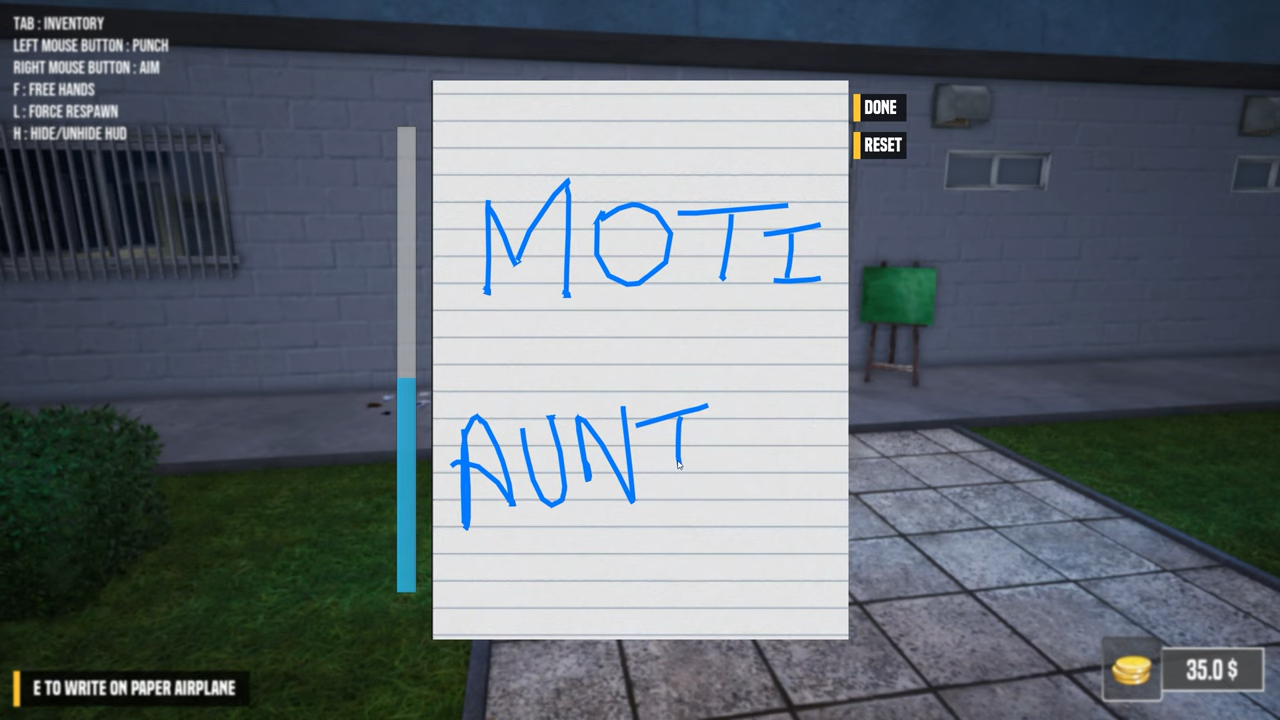 TAB : INVENTORY
LEFT MOUSE BUTTON : PUNCH
RIGHT MOUSE BUTTON : AIM
F : FREE HANDS
L : FORCE RESPAWN
H : HIDE/UNHIDE HUD
DONE
RESET
MOTI
AUNT
E TO WRITE ON PAPER AIRPLANE
35.0 $